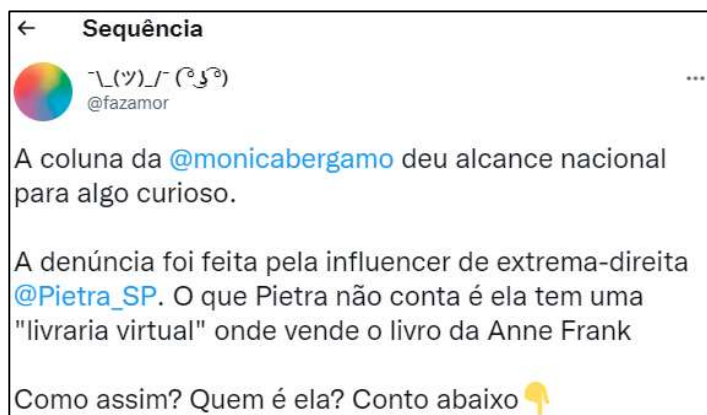 ← Sequência
¯\_(ツ)_/¯ ( ͡° ͜ʖ ͡°)
@fazamor
A coluna da @monicabergamo deu alcance nacional
para algo curioso.
A denúncia foi feita pela influencer de extrema-direita
@Pietra_SP. O que Pietra não conta é ela tem uma
"livraria virtual" onde vende o livro da Anne Frank
Como assim? Quem é ela? Conto abaixo👇